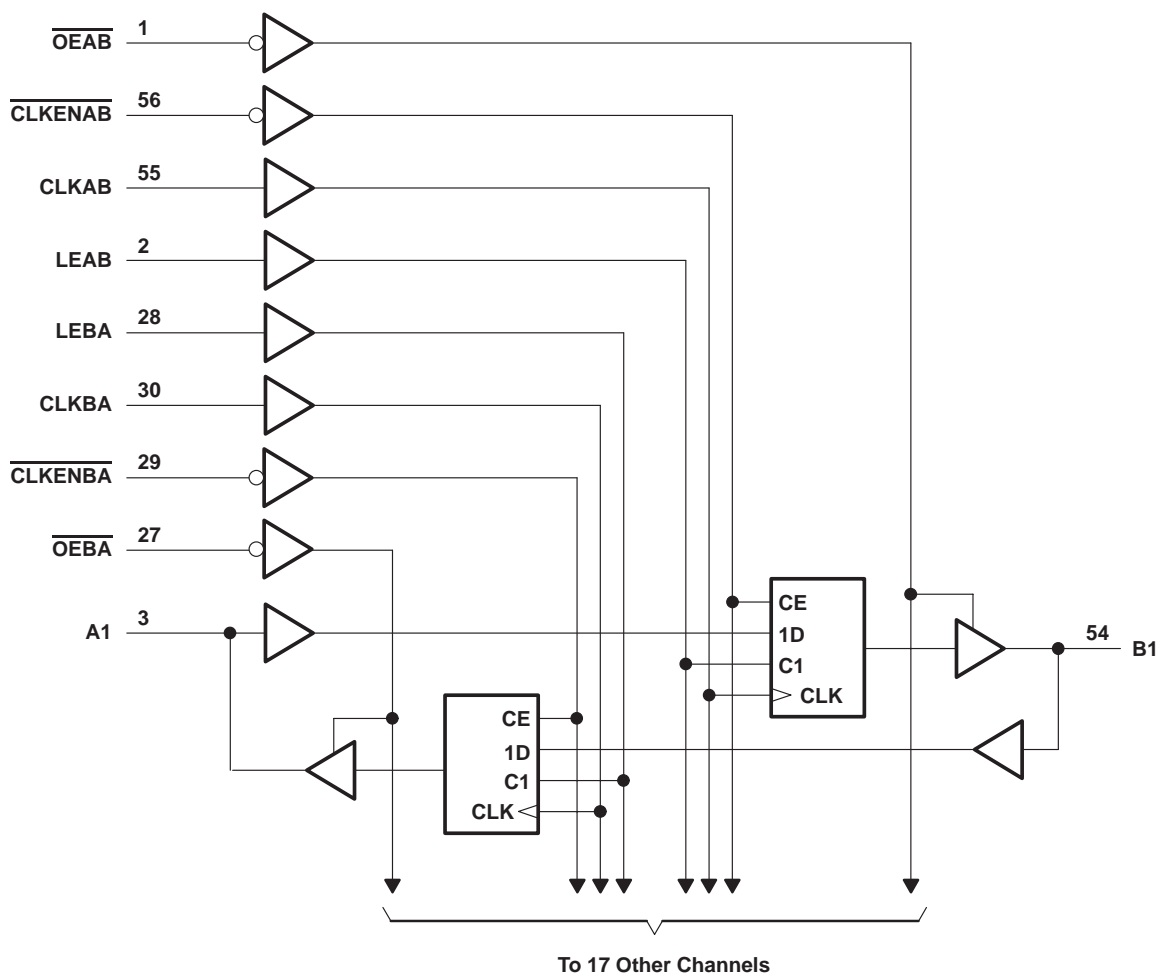 OEAB 1
CLKENAB 56
CLKAB 55
LEAB 2
LEBA 28
CLKBA 30
CLKENBA 29
OEBA 27
A1 3
CE
1D
C1
CLK
54 B1
CE
1D
C1
CLK
To 17 Other Channels